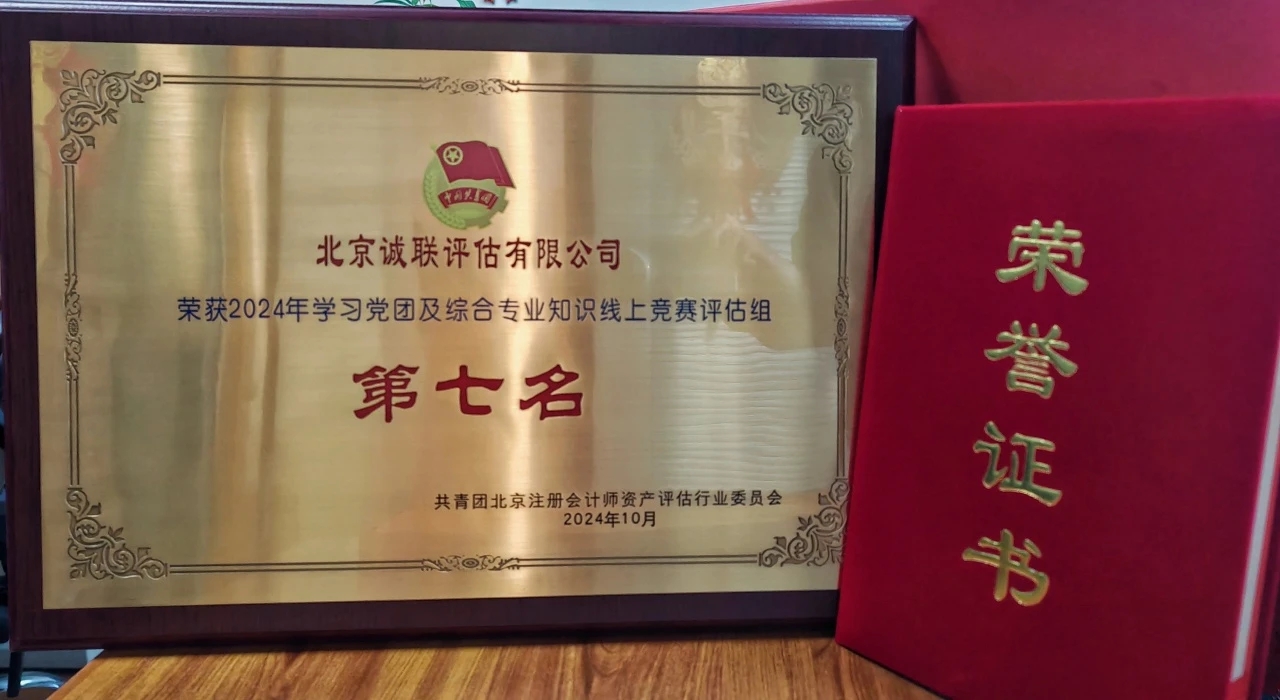 中国共青团
北京诚联评估有限公司
荣获2024年学习党团及综合专业知识线上竞赛评估组
第七名
共青团北京注册会计师资产评估行业委员会
2024年10月
荣誉证书